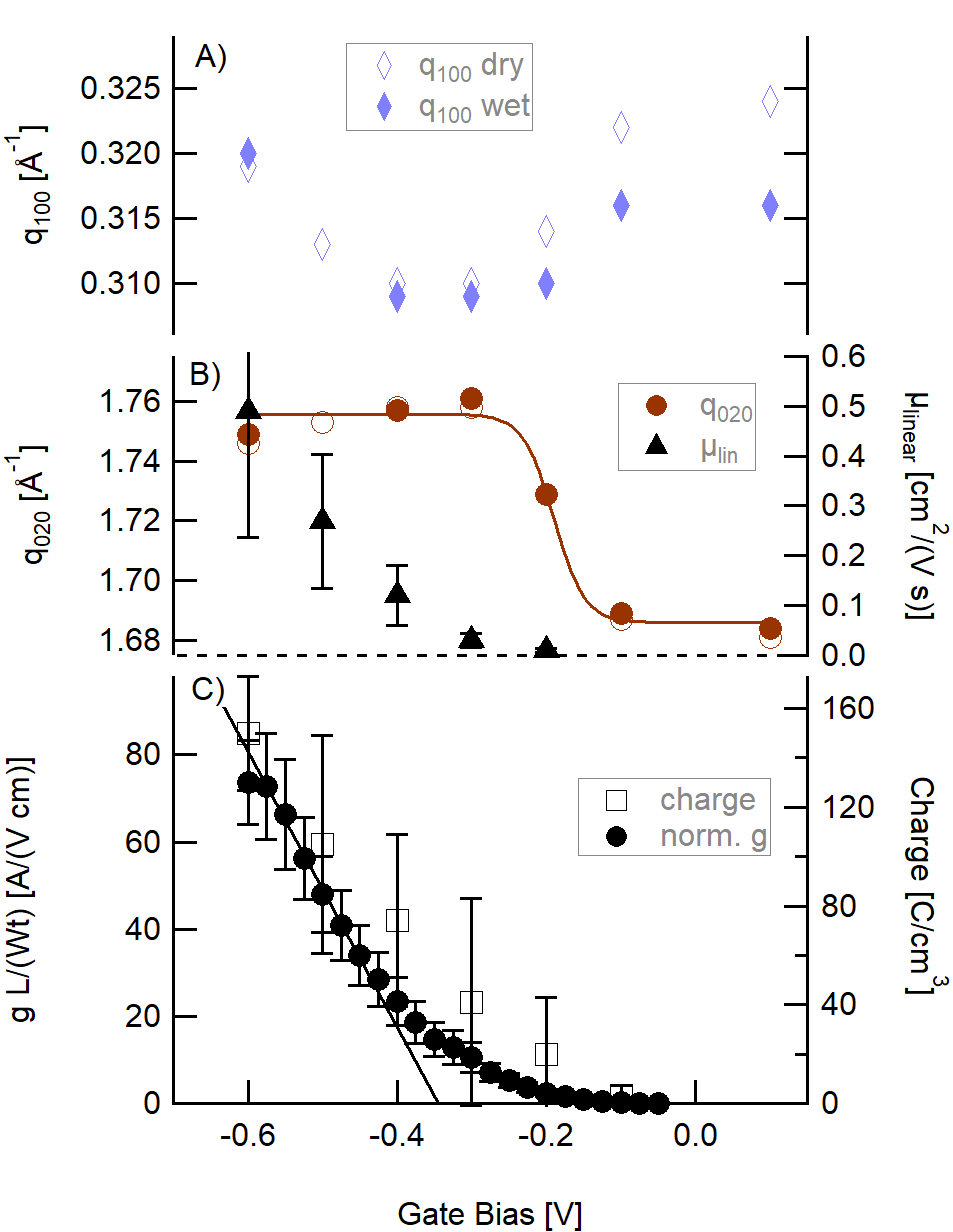 A)
q100 dry
q100 wet
0.325
0.320
0.315
0.310
q100 [Å-1]
B)
1.76
1.74
1.72
1.70
1.68
q020 [Å-1]
q020
μlin
0.6
0.5
0.4
0.3
0.2
0.1
0.0
μlinear [cm2/(V s)]
C)
80
60
40
20
0
g L/(Wt) [A/(V cm)]
charge
norm. g
160
120
80
40
0
Charge [C/cm3]
-0.6
-0.4
-0.2
0.0
Gate Bias [V]